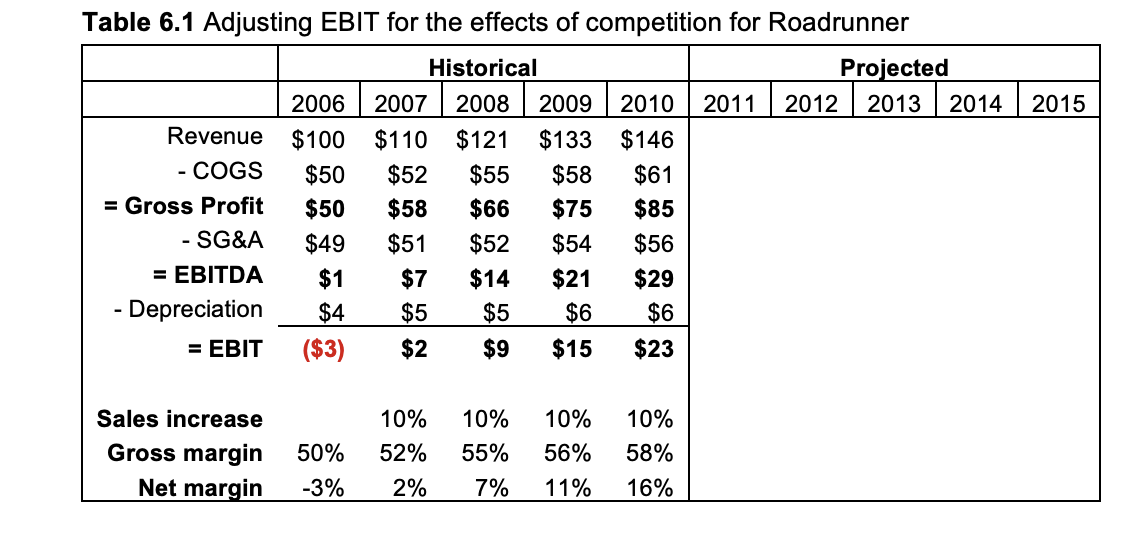 Table 6.1 Adjusting EBIT for the effects of competition for Roadrunner
Historical Projected
2006 2007 2008 2009 2010 2011 2012 2013 2014 2015
Revenue $100 $110 $121 $133 $146
- COGS $50 $52 $55 $58 $61
= Gross Profit $50 $58 $66 $75 $85
- SG&A $49 $51 $52 $54 $56
= EBITDA $1 $7 $14 $21 $29
- Depreciation $4 $5 $5 $6 $6
= EBIT ($3) $2 $9 $15 $23
Sales increase 10% 10% 10% 10%
Gross margin 50% 52% 55% 56% 58%
Net margin -3% 2% 7% 11% 16%